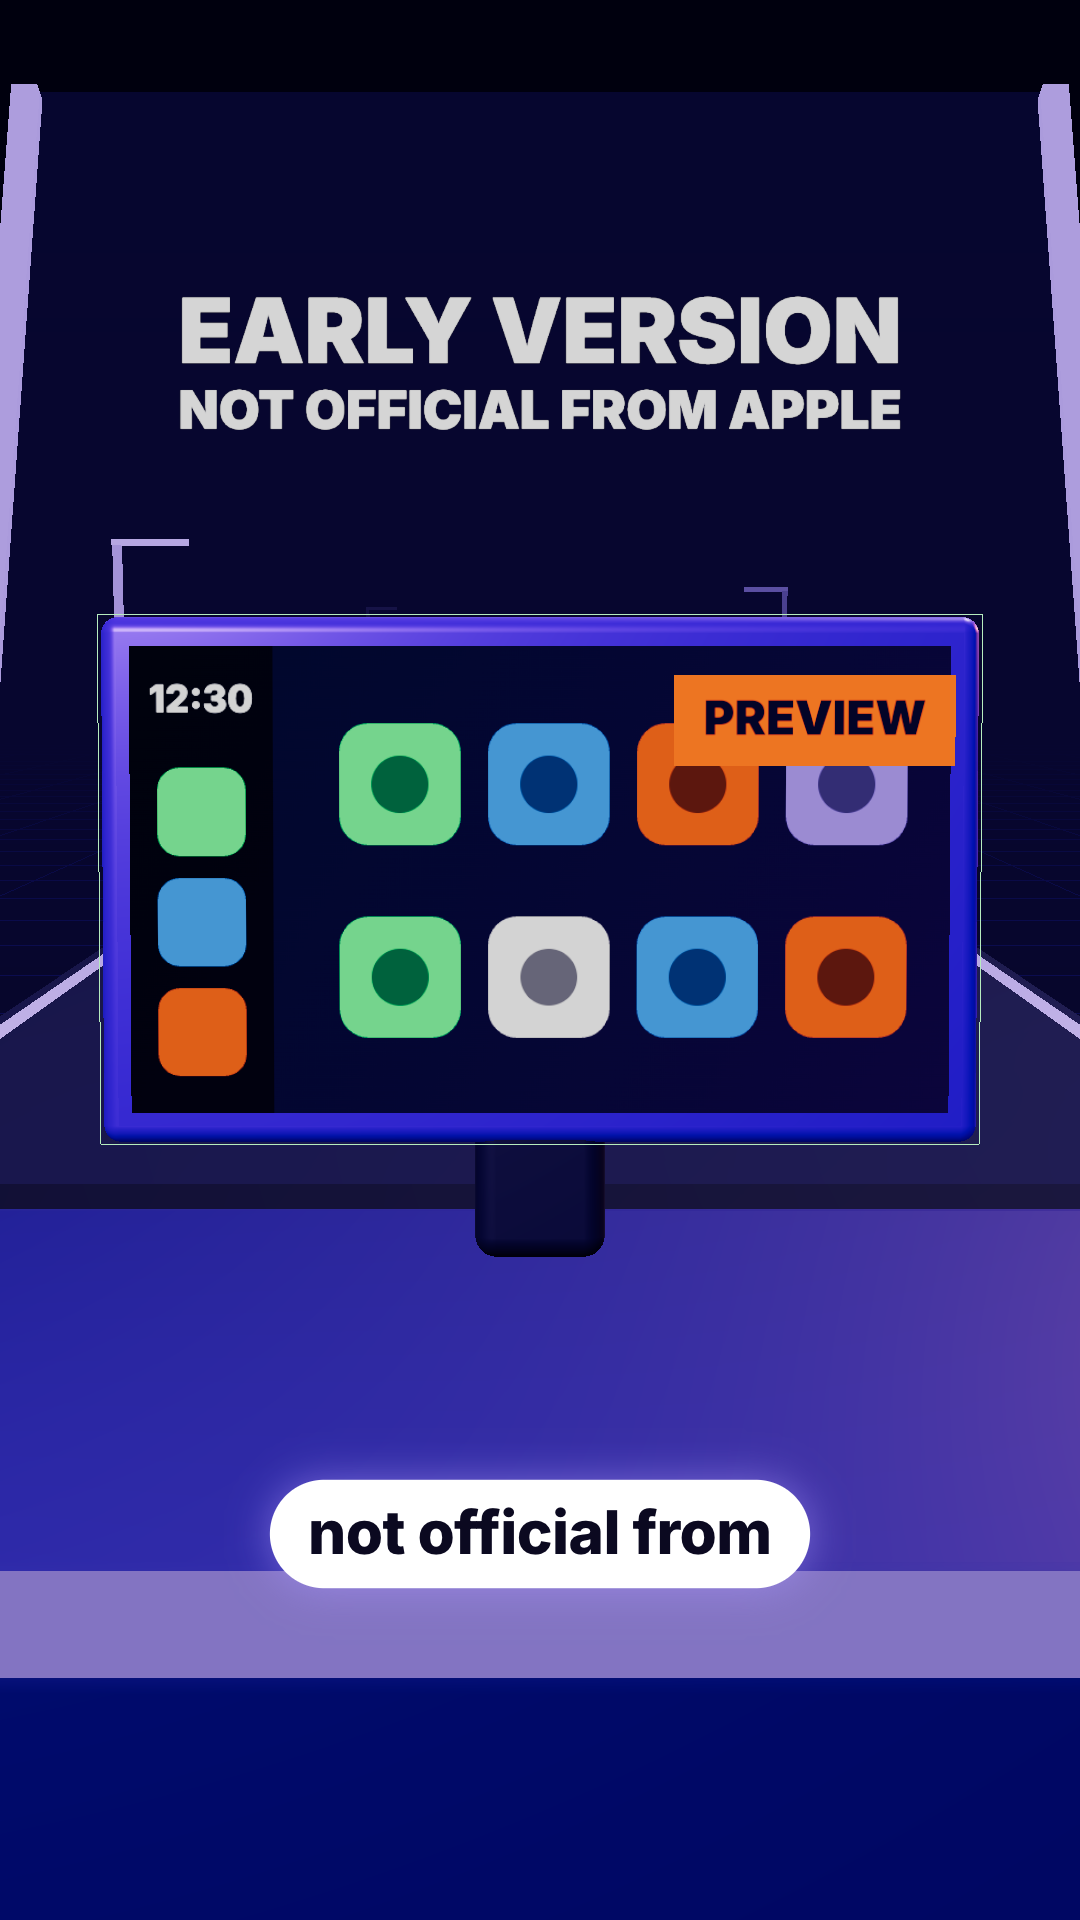 EARLY VERSION
NOT OFFICIAL FROM APPLE
12:30
PREVIEW
not official from